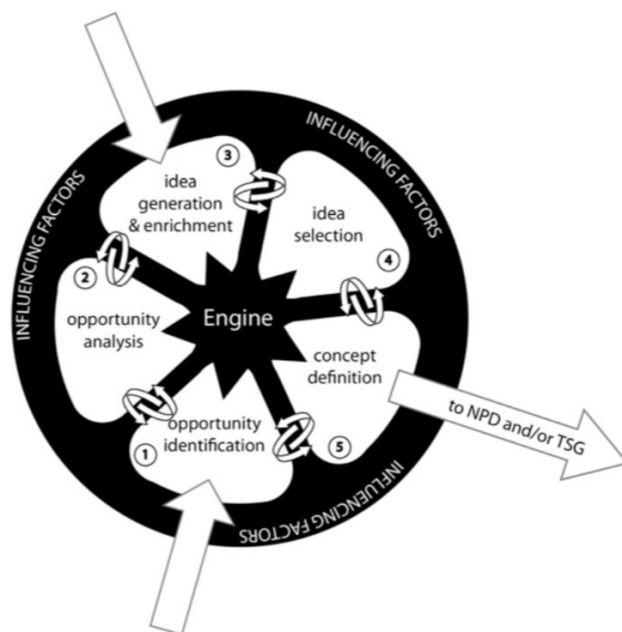 INFLUENCING FACTORS
INFLUENCING FACTORS
INFLUENCING FACTORS
3
idea
generation
& enrichment
idea
selection
4
2
opportunity
analysis
Engine
concept
definition
1
opportunity
identification
5
to NPD and/or TSG